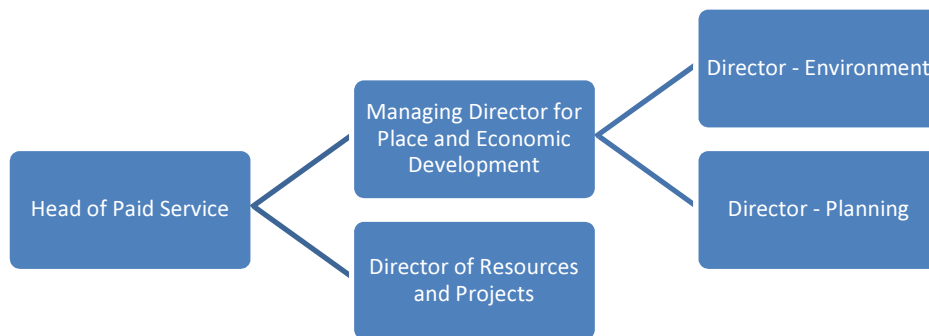 Head of Paid Service
Managing Director for
Place and Economic
Development
Director of Resources
and Projects
Director - Environment
Director - Planning